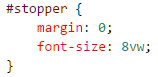 #stopper {
    margin: 0;
    font-size: 8vw;
}